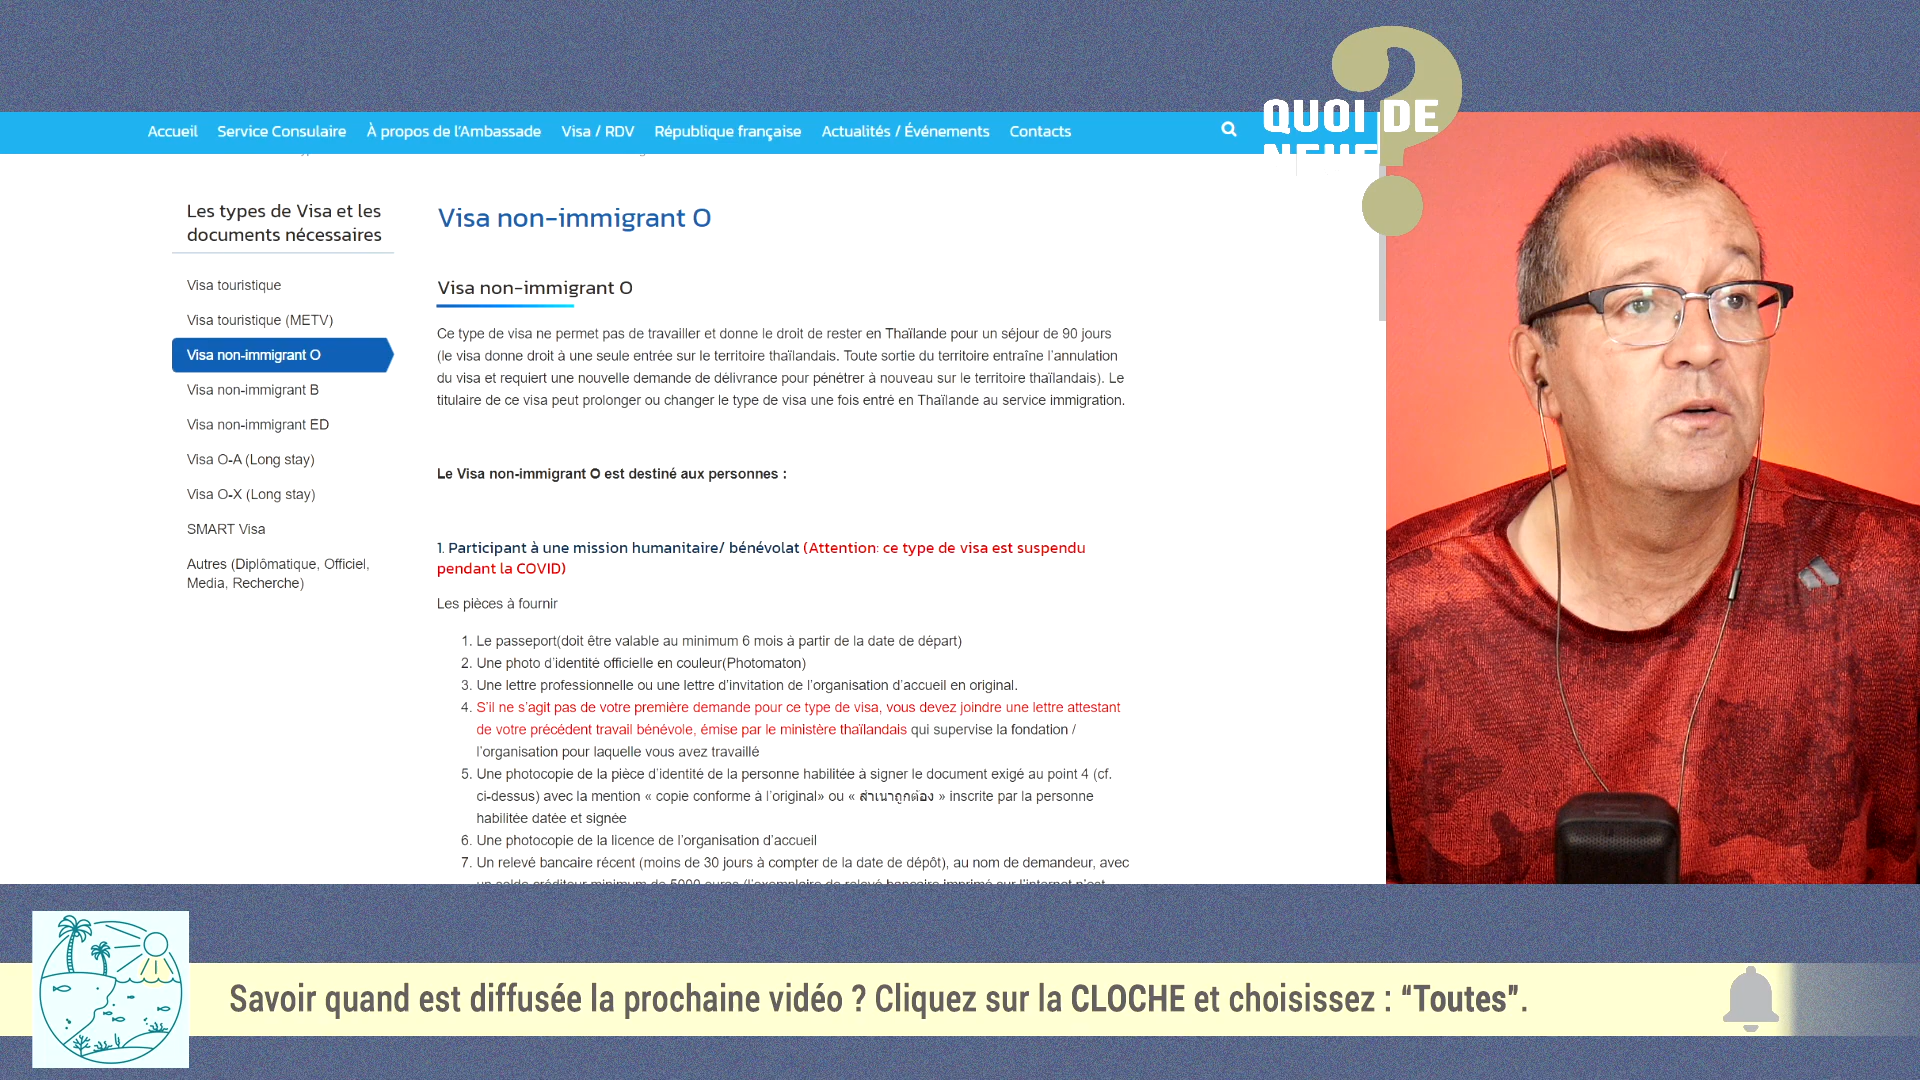 QUOI DE
Accueil Service Consulaire À propos de l'Ambassade Visa / RDV République française Actualités / Événements Contacts
Les types de Visa et les
documents nécessaires
Visa touristique
Visa touristique (METV)
Visa non-immigrant O
Visa non-immigrant B
Visa non-immigrant ED
Visa O-A (Long stay)
Visa O-X (Long stay)
SMART Visa
Autres (Diplômatique, Officiel,
Media, Recherche)
Visa non-immigrant O
Visa non-immigrant O
Ce type de visa ne permet pas de travailler et donne le droit de rester en Thaïlande pour un séjour de 90 jours
(le visa donne droit à une seule entrée sur le territoire thaïlandais. Toute sortie du territoire entraîne l'annulation
du visa et requiert une nouvelle demande de délivrance pour pénétrer à nouveau sur le territoire thaïlandais). Le
titulaire de ce visa peut prolonger ou changer le type de visa une fois entré en Thaïlande au service immigration.
Le Visa non-immigrant O est destiné aux personnes :
1. Participant à une mission humanitaire/ bénévolat (Attention: ce type de visa est suspendu
pendant la COVID)
Les pièces à fournir
1. Le passeport(doit être valable au minimum 6 mois à partir de la date de départ)
2. Une photo d'identité officielle en couleur(Photomaton)
3. Une lettre professionnelle ou une lettre d'invitation de l'organisation d'accueil en original.
4. S'il ne s'agit pas de votre première demande pour ce type de visa, vous devez joindre une lettre attestant
de votre précédent travail bénévole, émise par le ministère thaïlandais qui supervise la fondation /
l'organisation pour laquelle vous avez travaillé
5. Une photocopie de la pièce d'identité de la personne habilitée à signer le document exigé au point 4 (cf.
ci-dessus) avec la mention « copie conforme à l'original» ou « สำเนาถูกต้อง » inscrite par la personne
habilitée datée et signée
6. Une photocopie de la licence de l'organisation d'accueil
7. Un relevé bancaire récent (moins de 30 jours à compter de la date de dépôt), au nom de demandeur, avec
un solde créditeur minimum de 5000 euros (l'exemplaire de relevé bancaire imprimé sur l'internet n'est
Savoir quand est diffusée la prochaine vidéo ? Cliquez sur la CLOCHE et choisissez : “Toutes”.